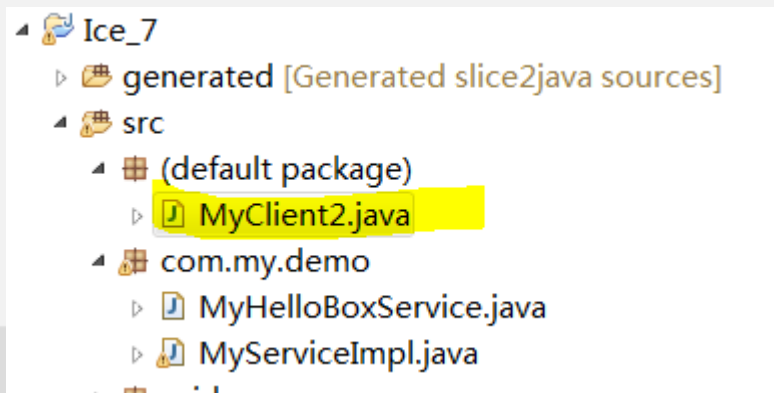 Ice_7
generated [Generated slice2java sources]
src
(default package)
MyClient2.java
com.my.demo
MyHelloBoxService.java
MyServiceImpl.java